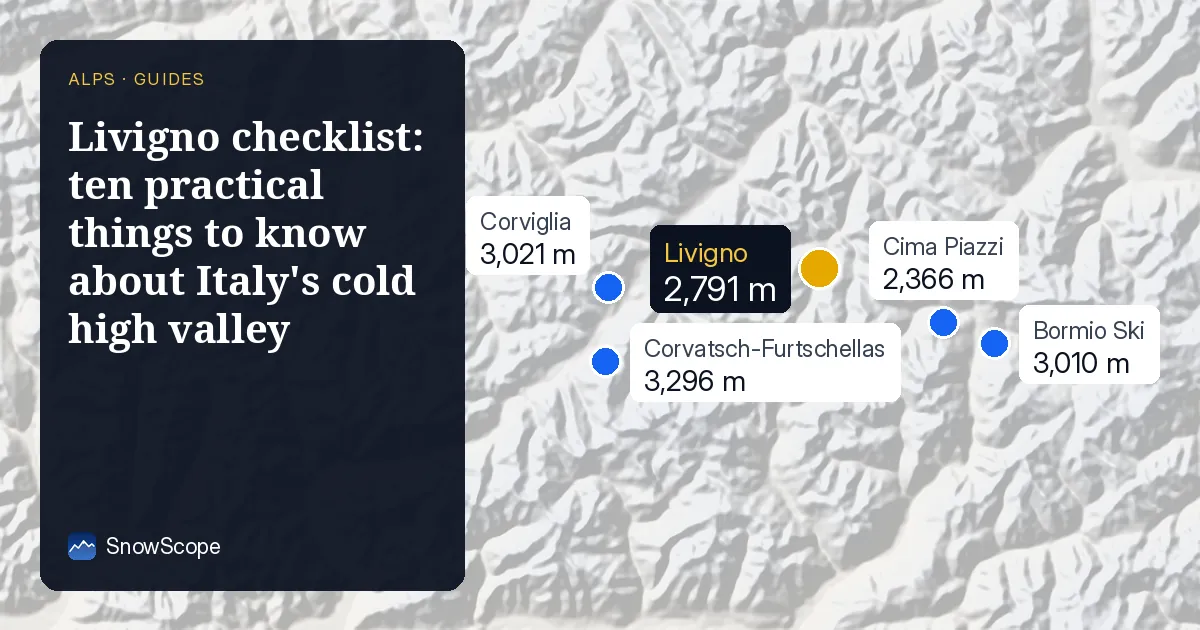 ALPS · GUIDES
Livigno checklist:
ten practical
things to know
about Italy's cold
high valley
SnowScope
Corviglia
3,021 m
Livigno
2,791 m
Cima Piazzi
2,366 m
Corvatsch-Furtschellas
3,296 m
Bormio Ski
3,010 m